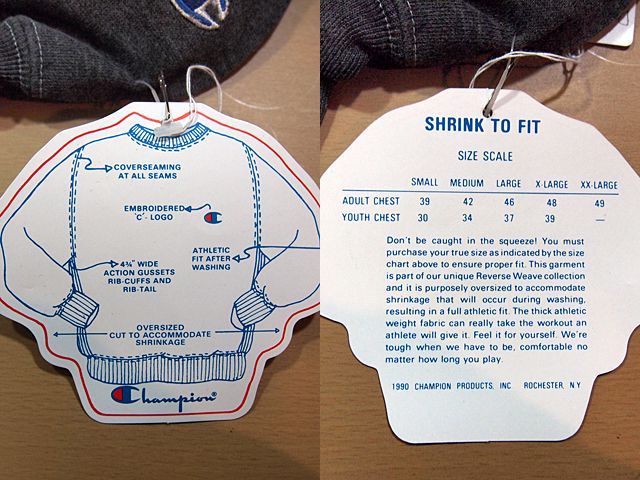 COVERSEAMING
AT ALL SEAMS
EMBROIDERED
'C'- LOGO
ATHLETIC
FIT AFTER
WASHING
4¾" WIDE
ACTION GUSSETS
RIB-CUFFS AND
RIB-TAIL
OVERSIZED
CUT TO ACCOMMODATE
SHRINKAGE
Champion®
SHRINK TO FIT
SIZE SCALE
SMALL MEDIUM LARGE X-LARGE XX-LARGE
ADULT CHEST 39 42 46 48 49
YOUTH CHEST 30 34 37 39 —
Don't be caught in the squeeze! You must
purchase your true size as indicated by the size
chart above to ensure proper fit. This garment
is part of our unique Reverse Weave collection
and it is purposely oversized to accommodate
shrinkage that will occur during washing,
resulting in a full athletic fit. The thick athletic
weight fabric can really take the workout an
athlete will give it. Feel it for yourself. We're
tough when we have to be, comfortable no
matter how long you play.
1990 CHAMPION PRODUCTS, INC ROCHESTER, N.Y